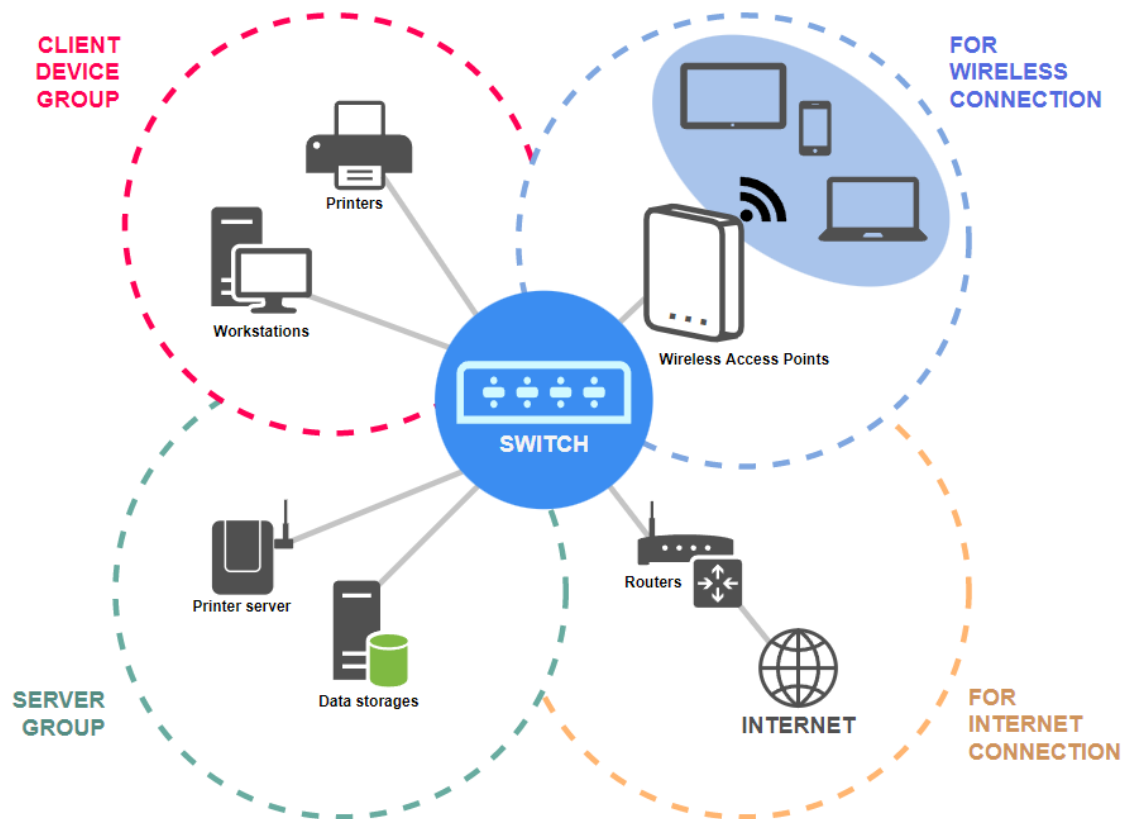 CLIENT
DEVICE
GROUP
FOR
WIRELESS
CONNECTION
Printers
Workstations
Wireless Access Points
SWITCH
Printer server
Data storages
Routers
INTERNET
SERVER
GROUP
FOR
INTERNET
CONNECTION